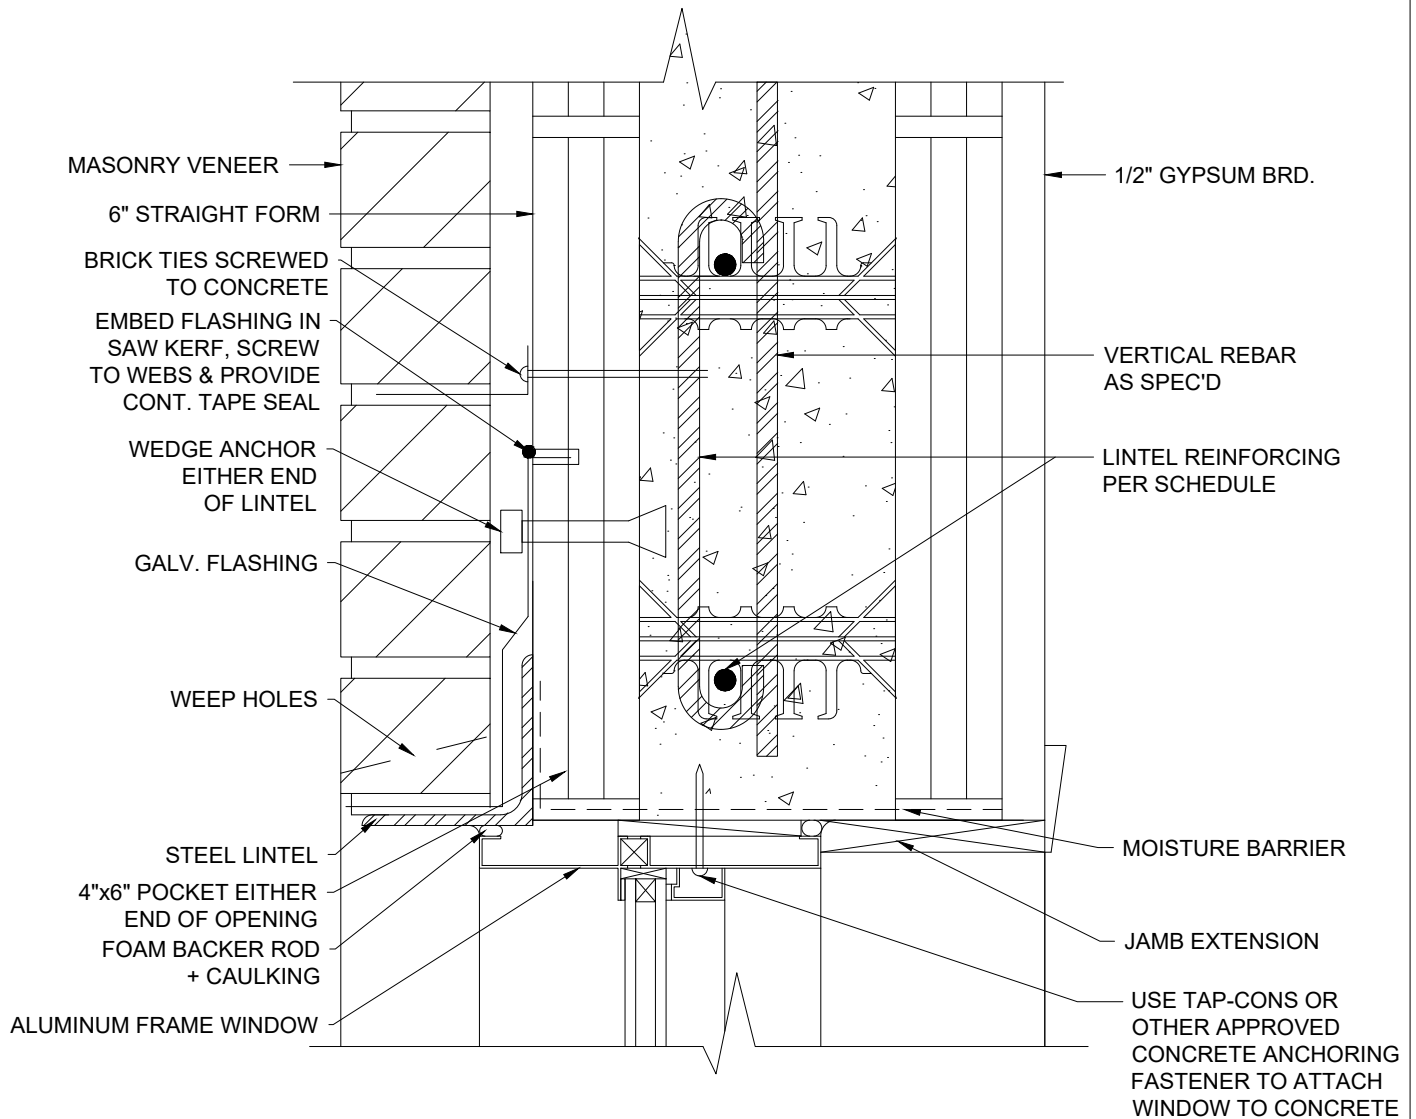 MASONRY VENEER
6" STRAIGHT FORM
BRICK TIES SCREWED
TO CONCRETE
EMBED FLASHING IN
SAW KERF, SCREW
TO WEBS & PROVIDE
CONT. TAPE SEAL
WEDGE ANCHOR
EITHER END
OF LINTEL
GALV. FLASHING
WEEP HOLES
STEEL LINTEL
4"x6" POCKET EITHER
END OF OPENING
FOAM BACKER ROD
+ CAULKING
ALUMINUM FRAME WINDOW
1/2" GYPSUM BRD.
VERTICAL REBAR
AS SPEC'D
LINTEL REINFORCING
PER SCHEDULE
MOISTURE BARRIER
JAMB EXTENSION
USE TAP-CONS OR
OTHER APPROVED
CONCRETE ANCHORING
FASTENER TO ATTACH
WINDOW TO CONCRETE